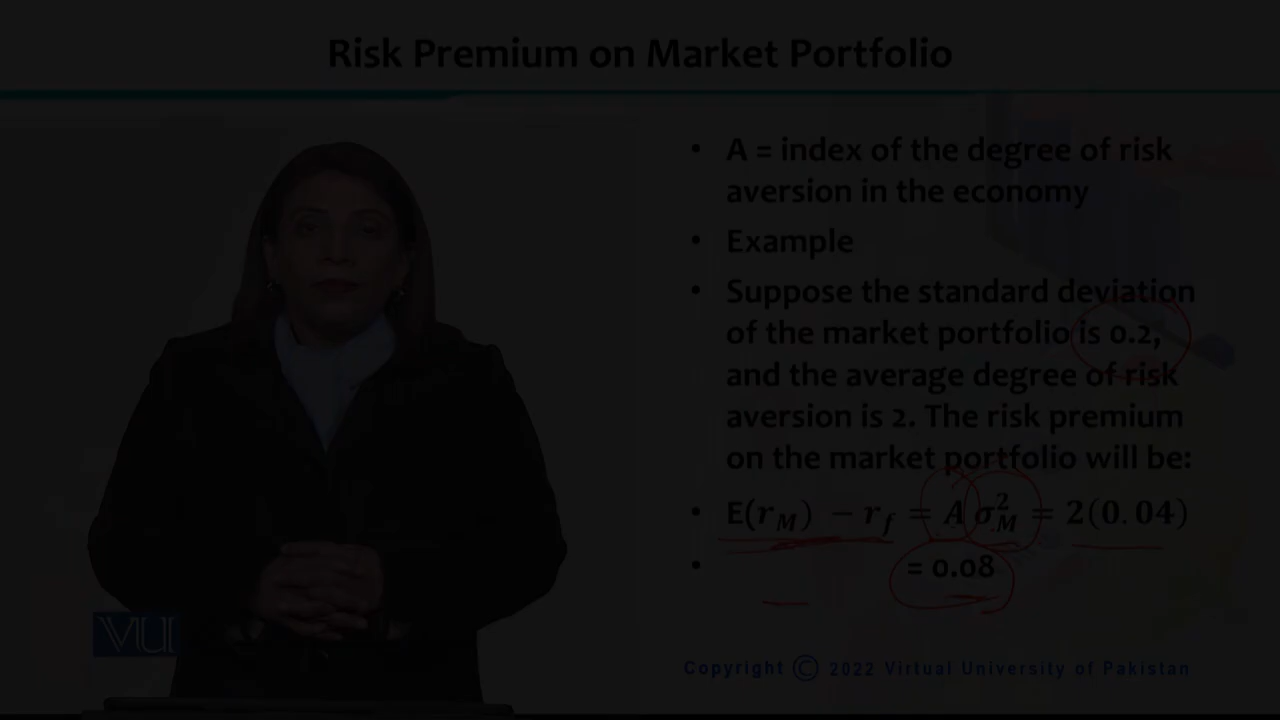 Risk Premium on Market Portfolio
• A = index of the degree of risk
aversion in the economy
• Example
• Suppose the standard deviation
of the market portfolio is 0.2,
and the average degree of risk
aversion is 2. The risk premium
on the market portfolio will be:
• E(r_M) − r_f = A σ²_M = 2(0.04)
• = 0.08
VU
Copyright © 2022 Virtual University of Pakistan